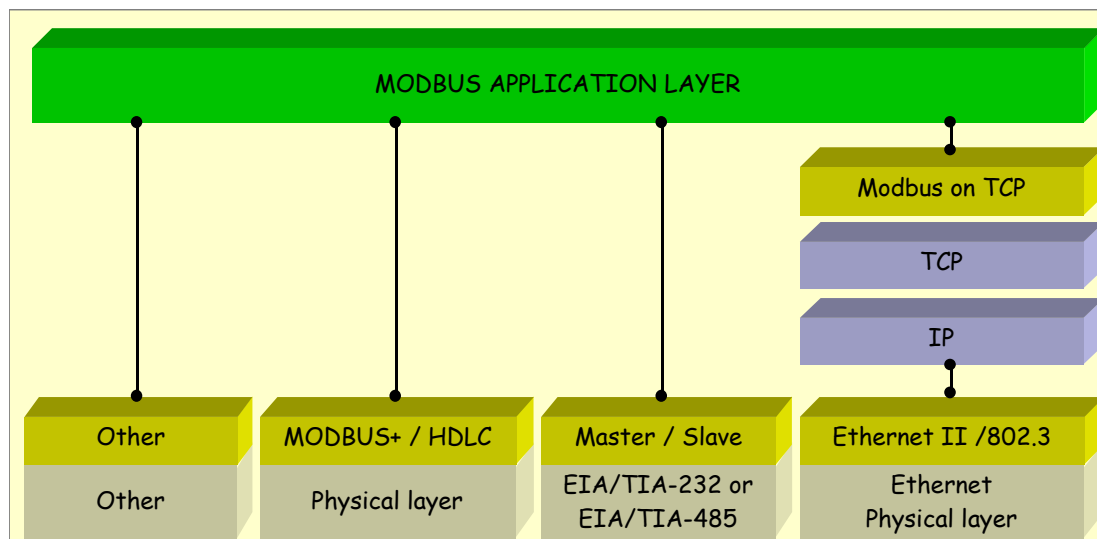 MODBUS APPLICATION LAYER
Modbus on TCP
TCP
IP
Other
MODBUS+ / HDLC
Master / Slave
Ethernet II /802.3
Other
Physical layer
EIA/TIA-232 or
EIA/TIA-485
Ethernet
Physical layer